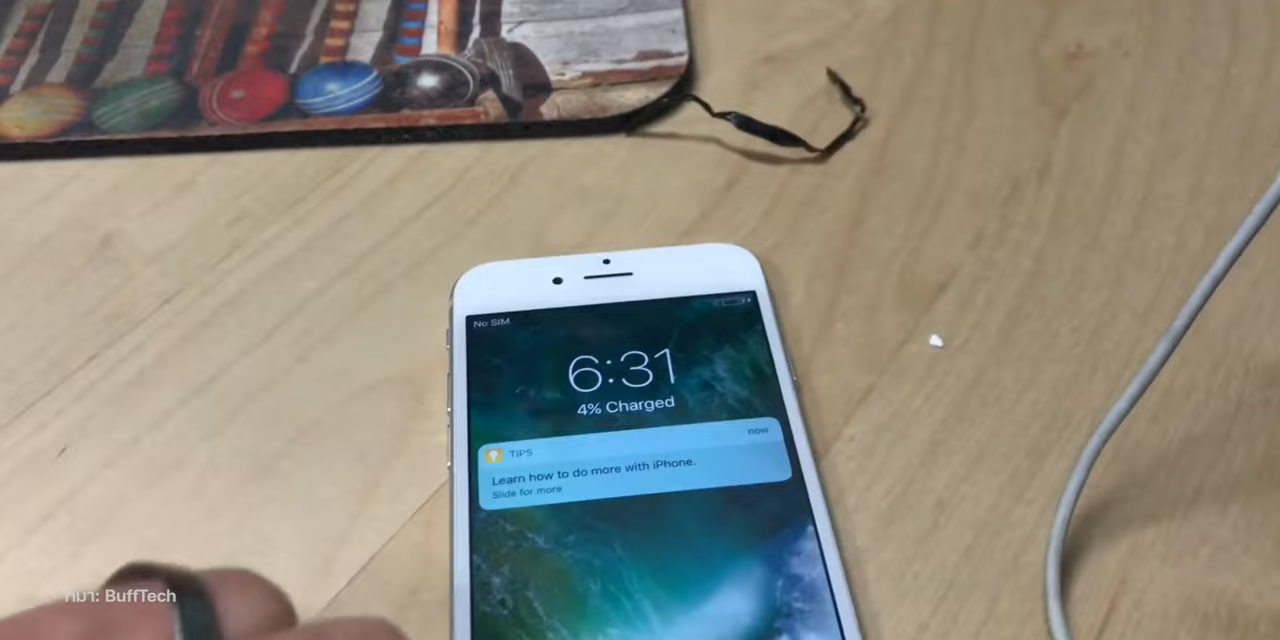 No SIM
6:31
4% Charged
TIPS
now
Learn how to do more with iPhone.
Slide for more
ที่มา: BuffTech